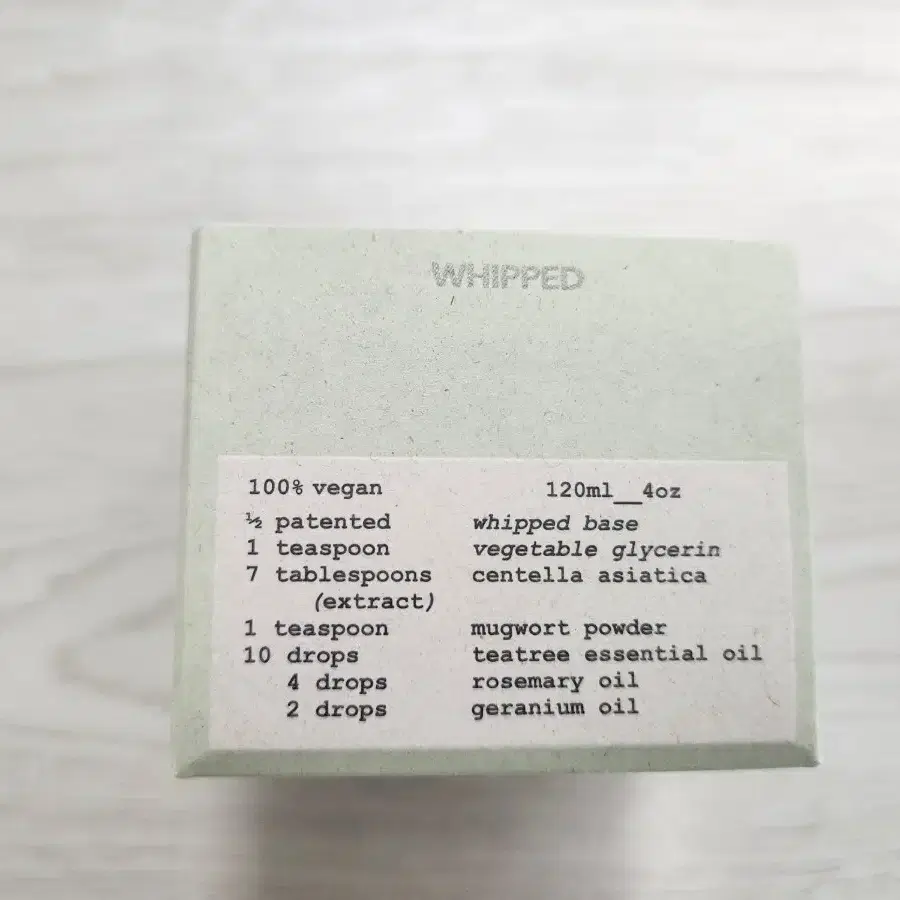 WHIPPED
100% vegan 120ml__4oz
½ patented whipped base
1 teaspoon vegetable glycerin
7 tablespoons centella asiatica
(extract)
1 teaspoon mugwort powder
10 drops teatree essential oil
4 drops rosemary oil
2 drops geranium oil